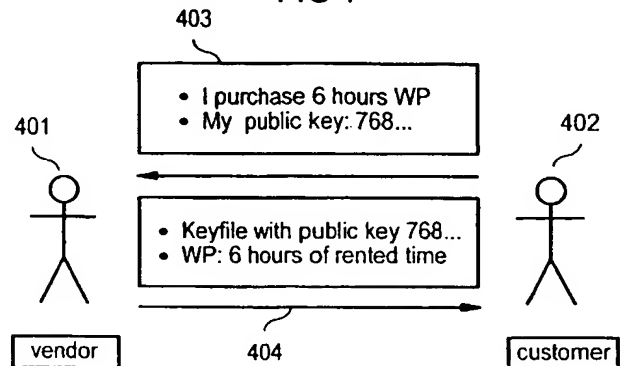 403
• I purchase 6 hours WP
• My public key: 768...
401
402
• Keyfile with public key 768...
• WP: 6 hours of rented time
404
vendor
customer